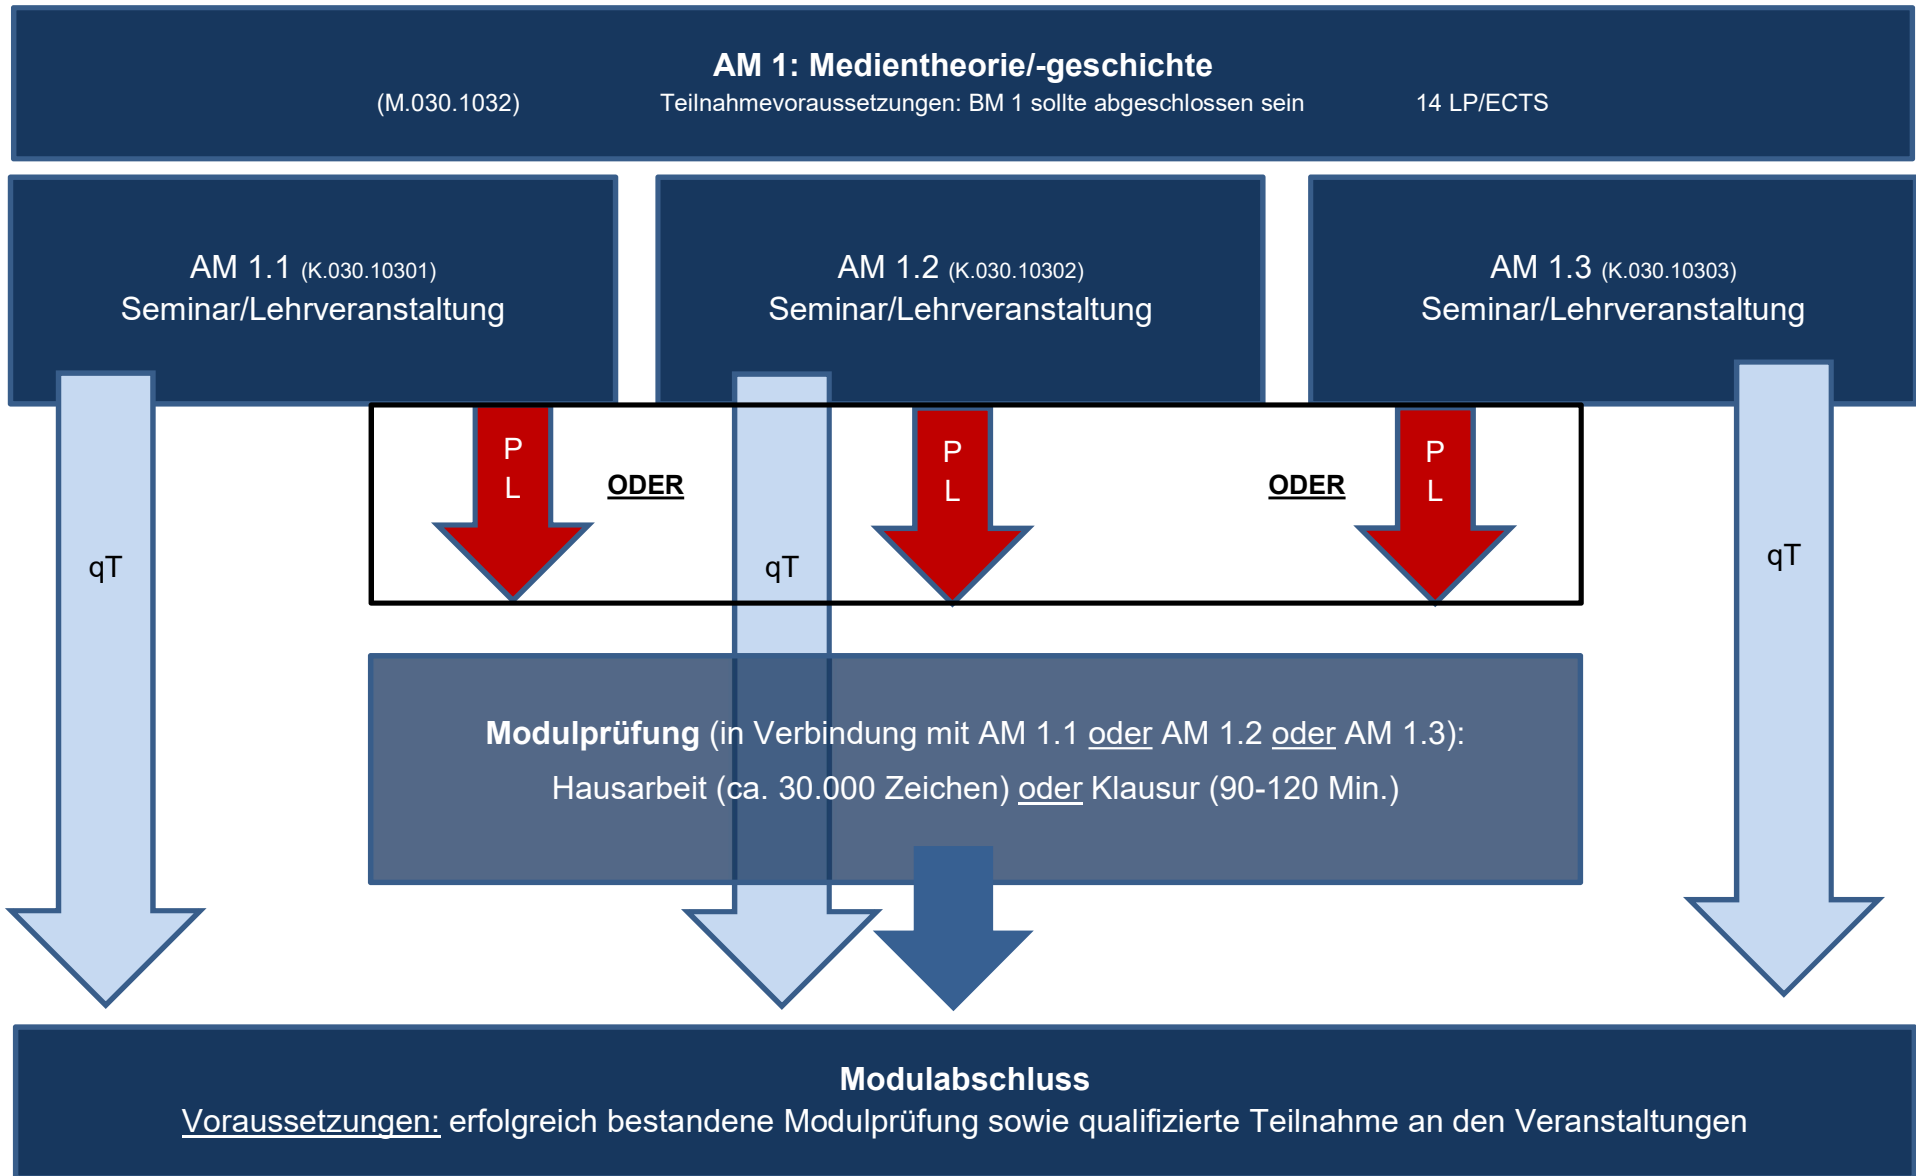 AM 1: Medientheorie/-geschichte
(M.030.1032) Teilnahmevoraussetzungen: BM 1 sollte abgeschlossen sein 14 LP/ECTS
AM 1.1 (K.030.10301)
Seminar/Lehrveranstaltung
AM 1.2 (K.030.10302)
Seminar/Lehrveranstaltung
AM 1.3 (K.030.10303)
Seminar/Lehrveranstaltung
P
L
ODER
P
L
ODER
P
L
qT
qT
qT
Modulprüfung (in Verbindung mit AM 1.1 oder AM 1.2 oder AM 1.3):
Hausarbeit (ca. 30.000 Zeichen) oder Klausur (90-120 Min.)
Modulabschluss
Voraussetzungen: erfolgreich bestandene Modulprüfung sowie qualifizierte Teilnahme an den Veranstaltungen